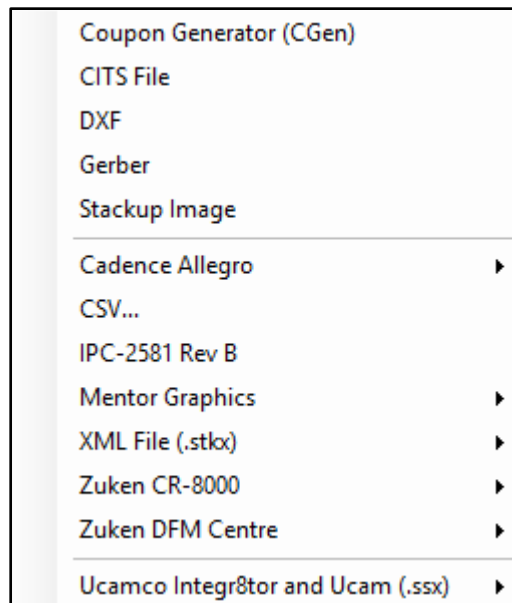 Coupon Generator (CGen)
CITS File
DXF
Gerber
Stackup Image
Cadence Allegro
CSV...
IPC-2581 Rev B
Mentor Graphics
XML File (.stkx)
Zuken CR-8000
Zuken DFM Centre
Ucamco Integr8tor and Ucam (.ssx)